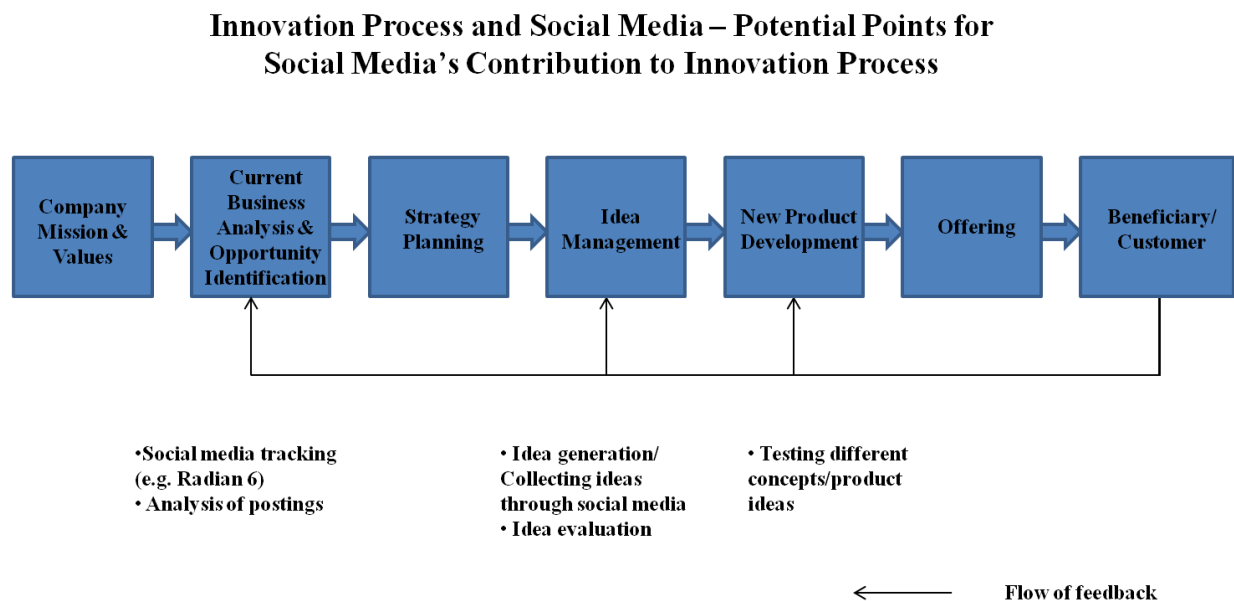 Innovation Process and Social Media – Potential Points for
Social Media's Contribution to Innovation Process
Company
Mission &
Values
Current
Business
Analysis &
Opportunity
Identification
Strategy
Planning
Idea
Management
New Product
Development
Offering
Beneficiary/
Customer
•Social media tracking
(e.g. Radian 6)
• Analysis of postings
• Idea generation/
Collecting ideas
through social media
• Idea evaluation
• Testing different
concepts/product
ideas
Flow of feedback